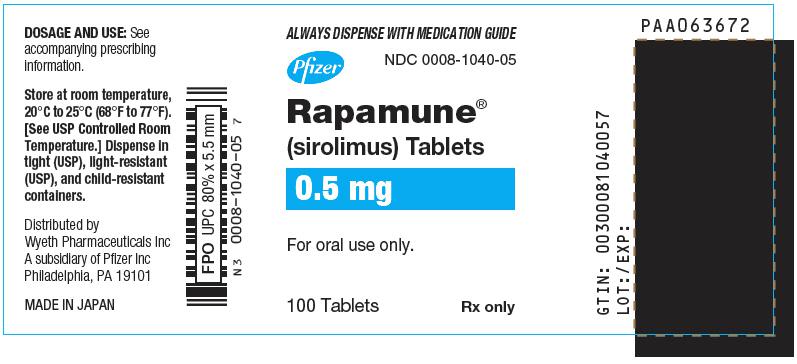 DOSAGE AND USE: See
accompanying prescribing
information.
Store at room temperature,
20°C to 25°C (68°F to 77°F).
[See USP Controlled Room
Temperature.] Dispense in
tight (USP), light-resistant
(USP), and child-resistant
containers.
Distributed by
Wyeth Pharmaceuticals Inc
A subsidiary of Pfizer Inc
Philadelphia, PA 19101
MADE IN JAPAN
FPO UPC 80% x 5.5 mm
N3 0008-1040-05 7
ALWAYS DISPENSE WITH MEDICATION GUIDE
Pfizer
NDC 0008-1040-05
Rapamune®
(sirolimus) Tablets
0.5 mg
For oral use only.
100 Tablets
Rx only
PAA063672
GTIN: 00300081040057
LOT:/EXP: